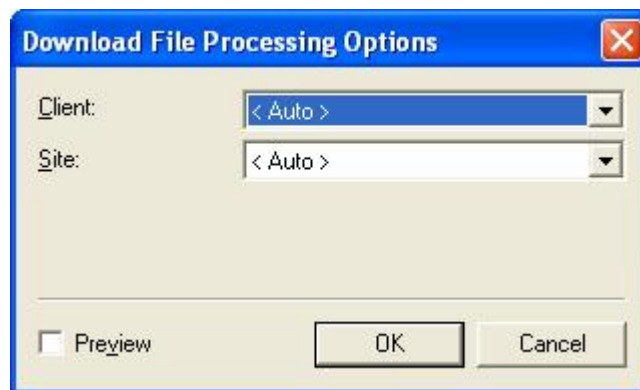 Download File Processing Options
Client: < Auto >
Site: < Auto >
Preview OK Cancel